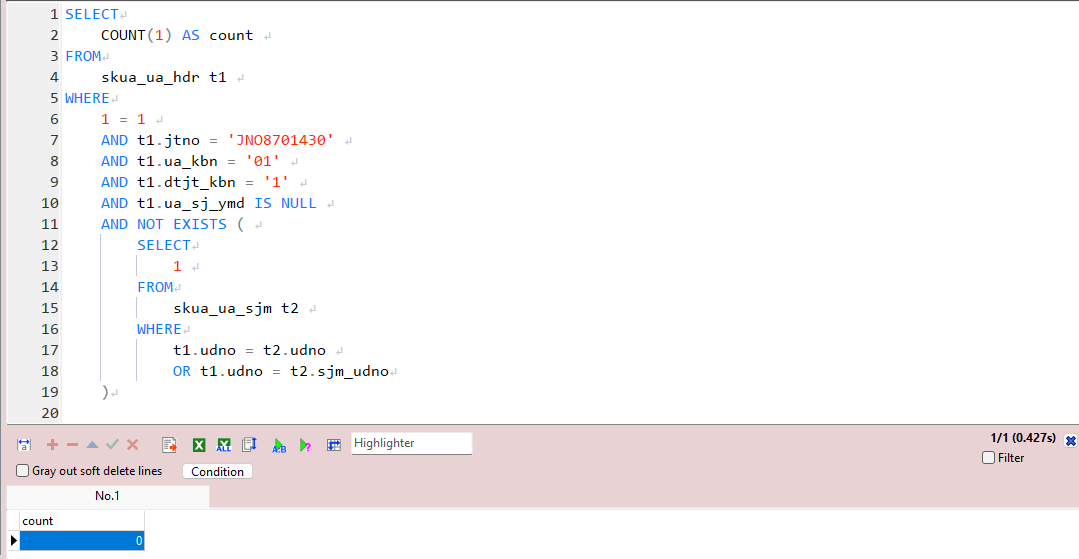 1 SELECT
2 COUNT(1) AS count
3 FROM
4 skua_ua_hdr t1
5 WHERE
6 1 = 1
7 AND t1.jtno = 'JNO8701430'
8 AND t1.ua_kbn = '01'
9 AND t1.dtjt_kbn = '1'
10 AND t1.ua_sj_ymd IS NULL
11 AND NOT EXISTS (
12 SELECT
13 1
14 FROM
15 skua_ua_sjm t2
16 WHERE
17 t1.udno = t2.udno
18 OR t1.udno = t2.sjm_udno
19 )
20
a ALL A:B ? Highlighter 1/1 (0.427s)
Filter
Gray out soft delete lines Condition
No.1
count
0